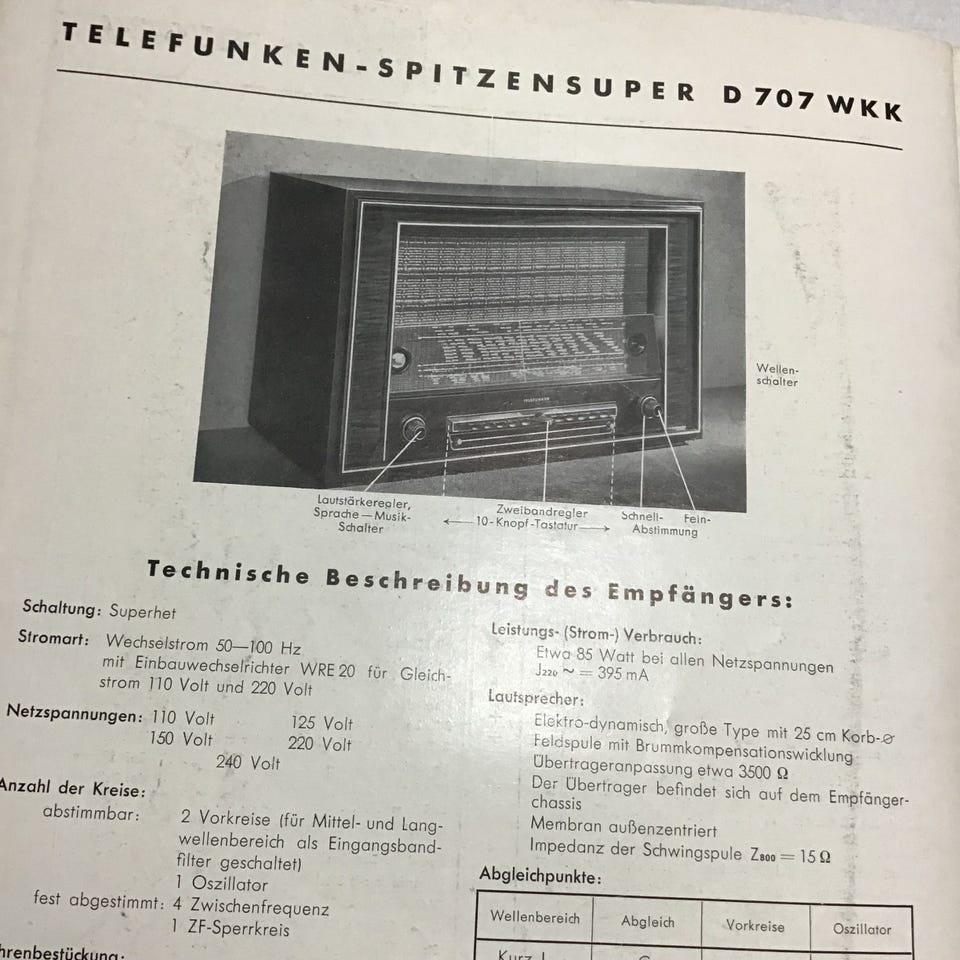 TELEFUNKEN-SPITZENSUPER D 707 WKK
TELEFUNKEN
Wellen-
schalter
Lautstärkeregler,
Sprache — Musik-
Schalter
Zweibandregler
10-Knopf-Tastatur
Schnell- Fein-
Abstimmung
Technische Beschreibung des Empfängers:
Schaltung: Superhet
Stromart: Wechselstrom 50—100 Hz
mit Einbauwechselrichter WRE 20 für Gleich-
strom 110 Volt und 220 Volt
Netzspannungen: 110 Volt 125 Volt
150 Volt 220 Volt
240 Volt
Anzahl der Kreise:
abstimmbar: 2 Vorkreise (für Mittel- und Lang-
wellenbereich als Eingangsband-
filter geschaltet)
1 Oszillator
fest abgestimmt: 4 Zwischenfrequenz
1 ZF-Sperrkreis
hrenbestückung:
Leistungs- (Strom-) Verbrauch:
Etwa 85 Watt bei allen Netzspannungen
J₂₂₀ ~ = 395 mA
Lautsprecher:
Elektro-dynamisch, große Type mit 25 cm Korb-⌀
Feldspule mit Brummkompensationswicklung
Übertrageranpassung etwa 3500 Ω
Der Übertrager befindet sich auf dem Empfänger-
chassis
Membran außenzentriert
Impedanz der Schwingspule Z₈₀₀ = 15 Ω
Abgleichpunkte:
Wellenbereich Abgleich Vorkreise Oszillator
Kurz I